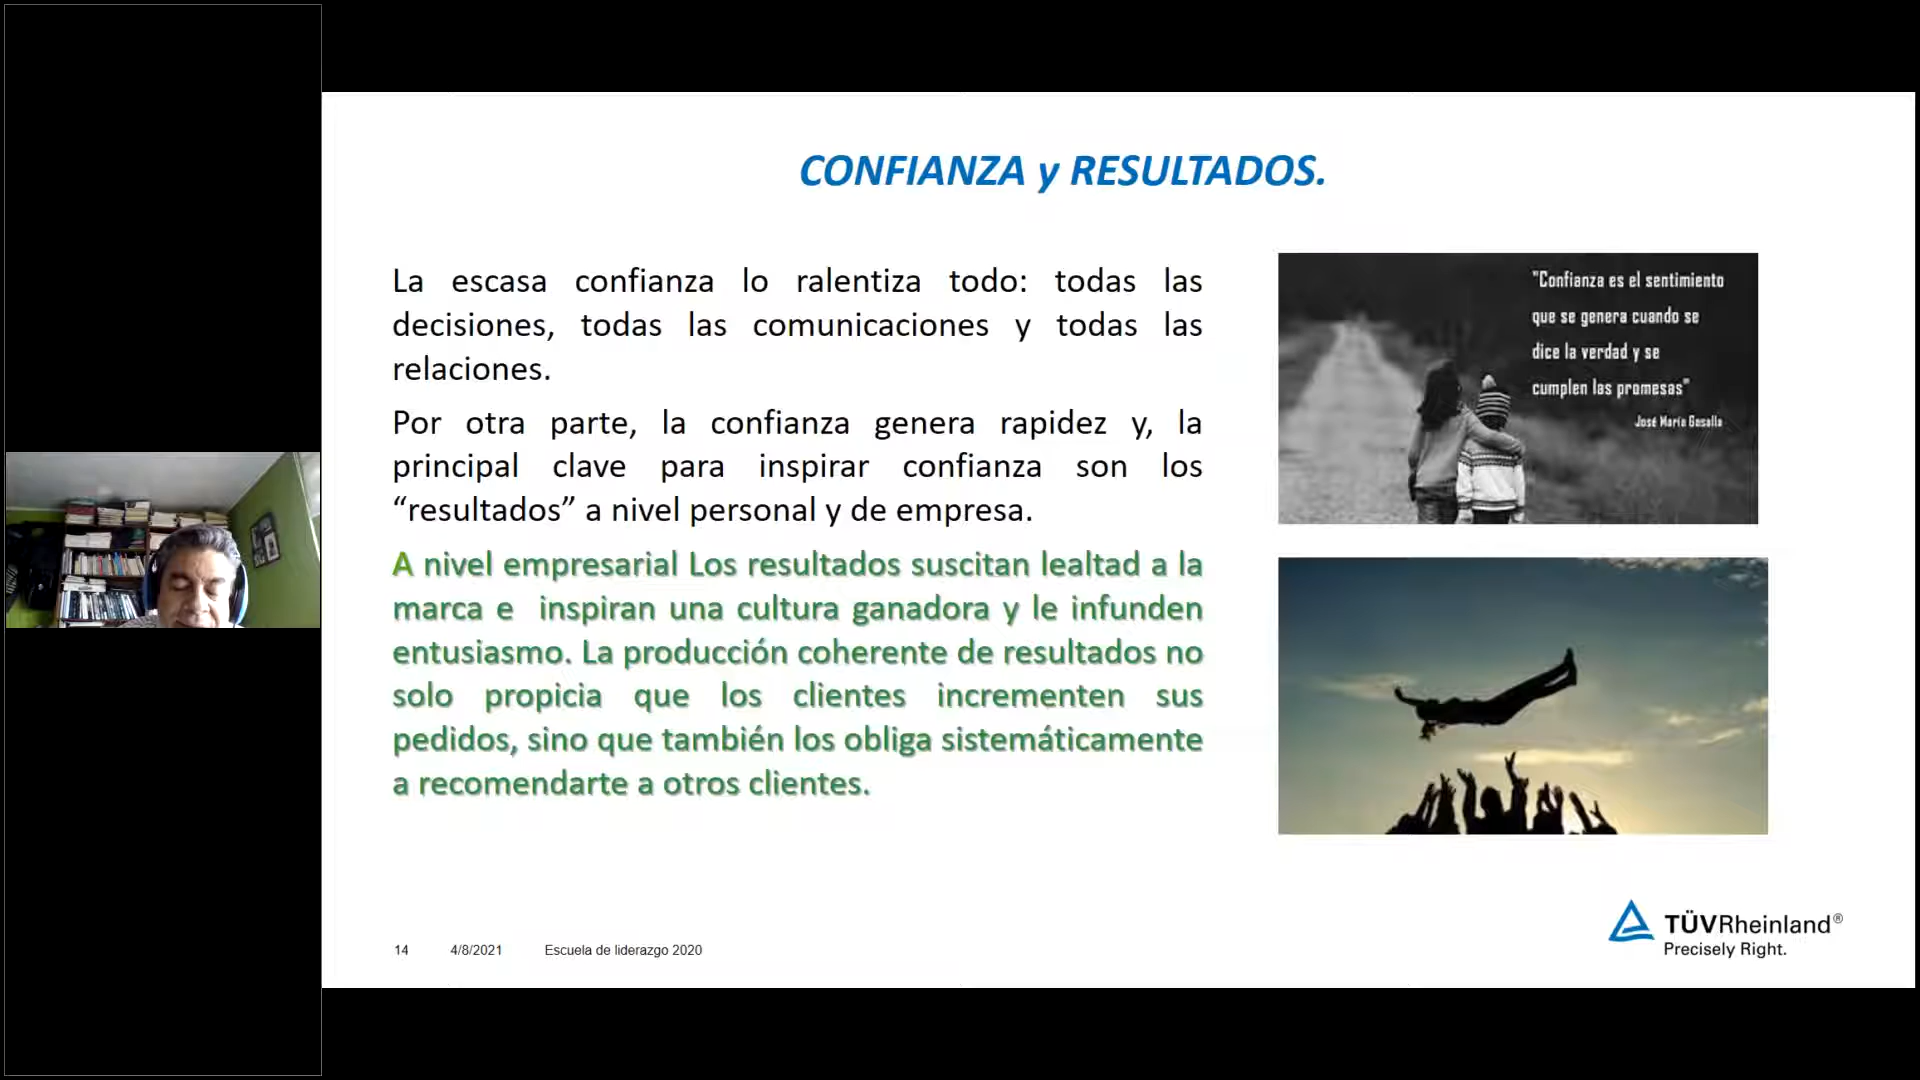 CONFIANZA y RESULTADOS.
La escasa confianza lo ralentiza todo: todas las
decisiones, todas las comunicaciones y todas las
relaciones.
Por otra parte, la confianza genera rapidez y, la
principal clave para inspirar confianza son los
“resultados” a nivel personal y de empresa.
A nivel empresarial Los resultados suscitan lealtad a la
marca e inspiran una cultura ganadora y le infunden
entusiasmo. La producción coherente de resultados no
solo propicia que los clientes incrementen sus
pedidos, sino que también los obliga sistemáticamente
a recomendarte a otros clientes.
"Confianza es el sentimiento
que se genera cuando se
dice la verdad y se
cumplen las promesas"
José María Gasalla
14 4/8/2021 Escuela de liderazgo 2020
TÜVRheinland®
Precisely Right.